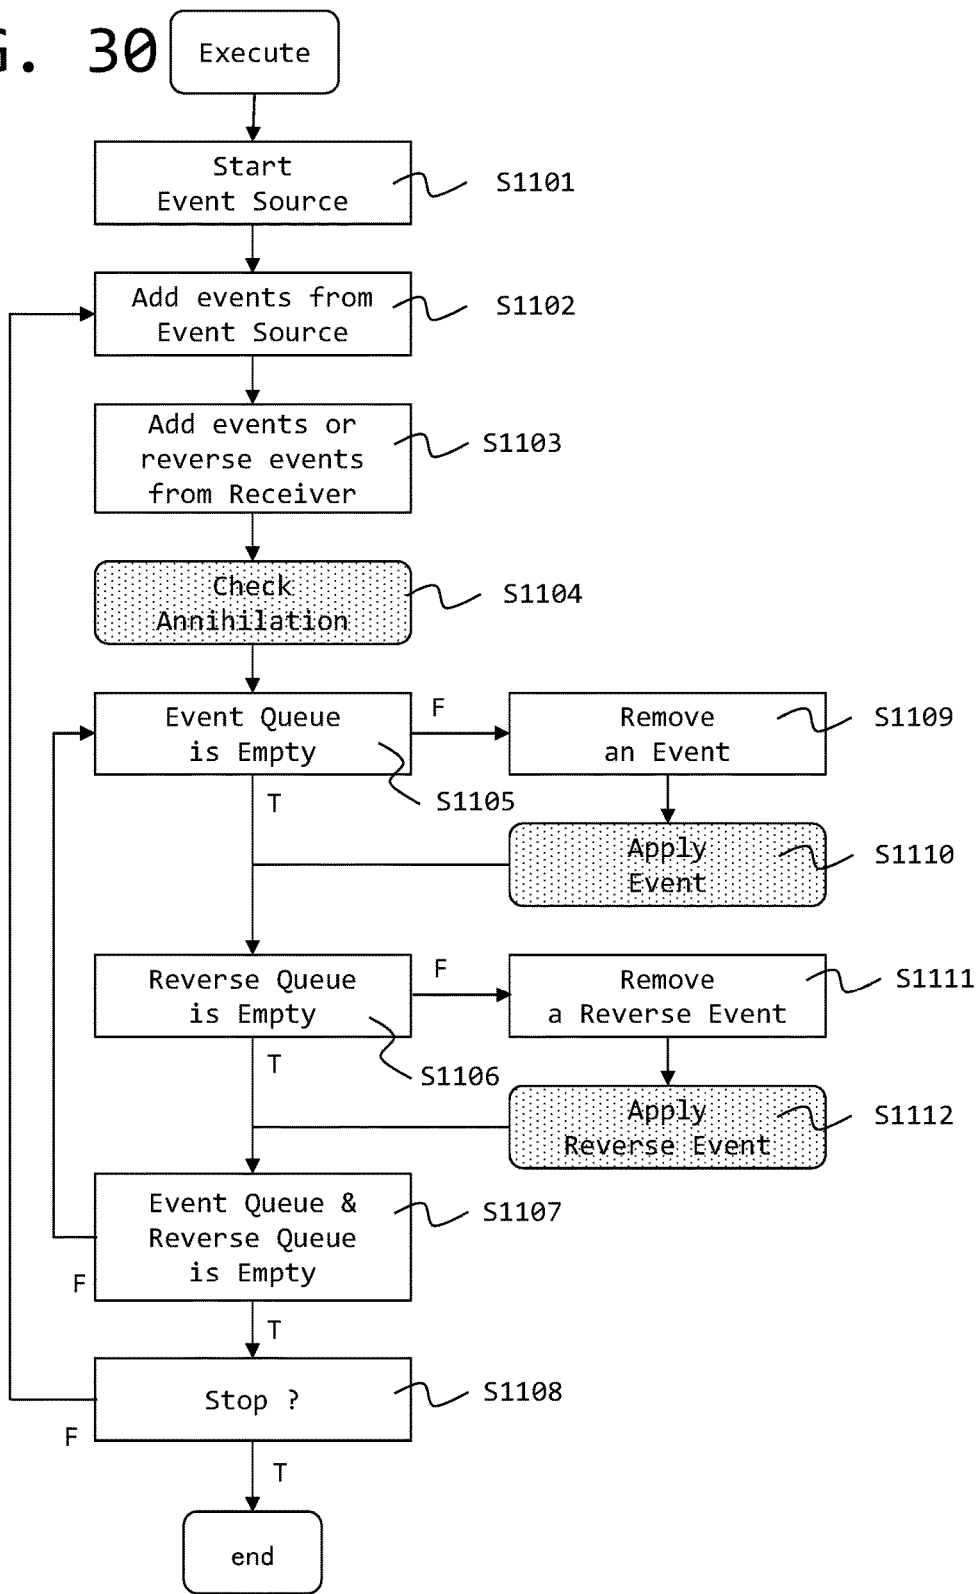 G. 30
Execute
Start
Event Source
S1101
Add events from
Event Source
S1102
Add events or
reverse events
from Receiver
S1103
Check
Annihilation
S1104
Event Queue
is Empty
S1105
F
T
Remove
an Event
S1109
Apply
Event
S1110
Reverse Queue
is Empty
S1106
F
T
Remove
a Reverse Event
S1111
Apply
Reverse Event
S1112
Event Queue &
Reverse Queue
is Empty
S1107
F
T
Stop ?
S1108
F
T
end